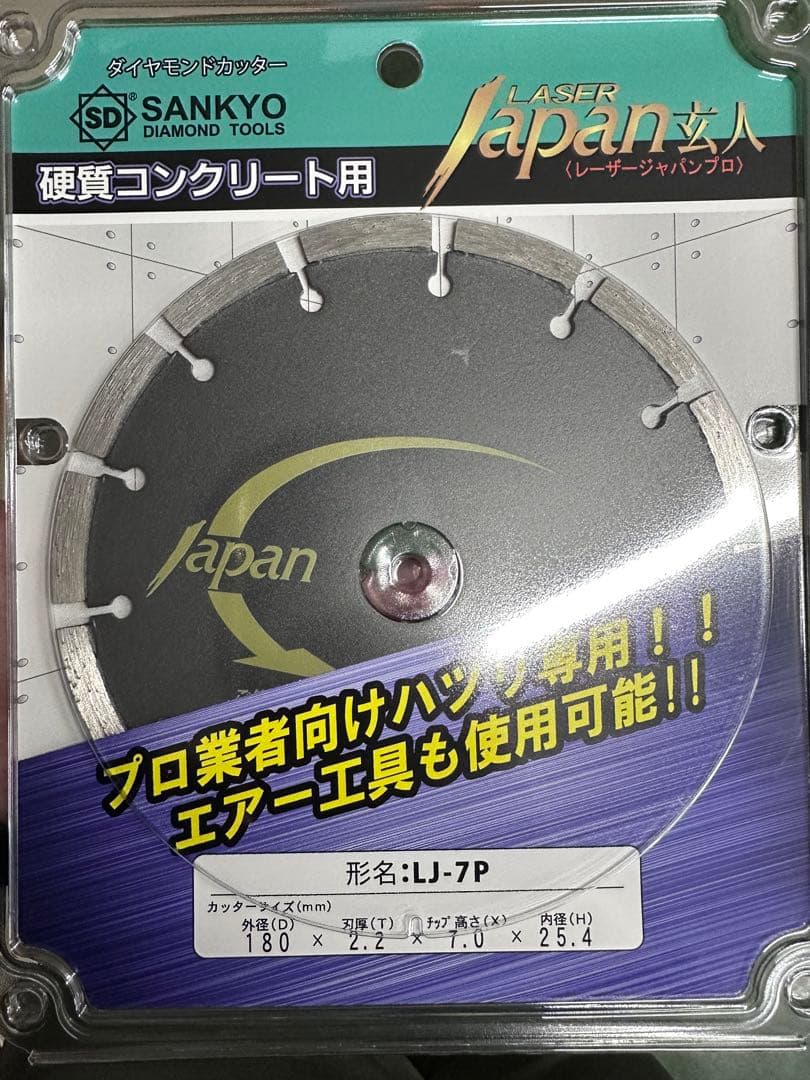 ダイヤモンドカッター
SD ® SANKYO
DIAMOND TOOLS
LASER
Japan玄人
〈レーザージャパンプロ〉
硬質コンクリート用
Japan
プロ業者向けハツリ専用！！
エアー工具も使用可能!!
形名:LJ-7P
カッターサイズ(mm)
外径(D) 刃厚(T) ﾁｯﾌﾟ高さ(X) 内径(H)
180 × 2.2 × 7.0 × 25.4